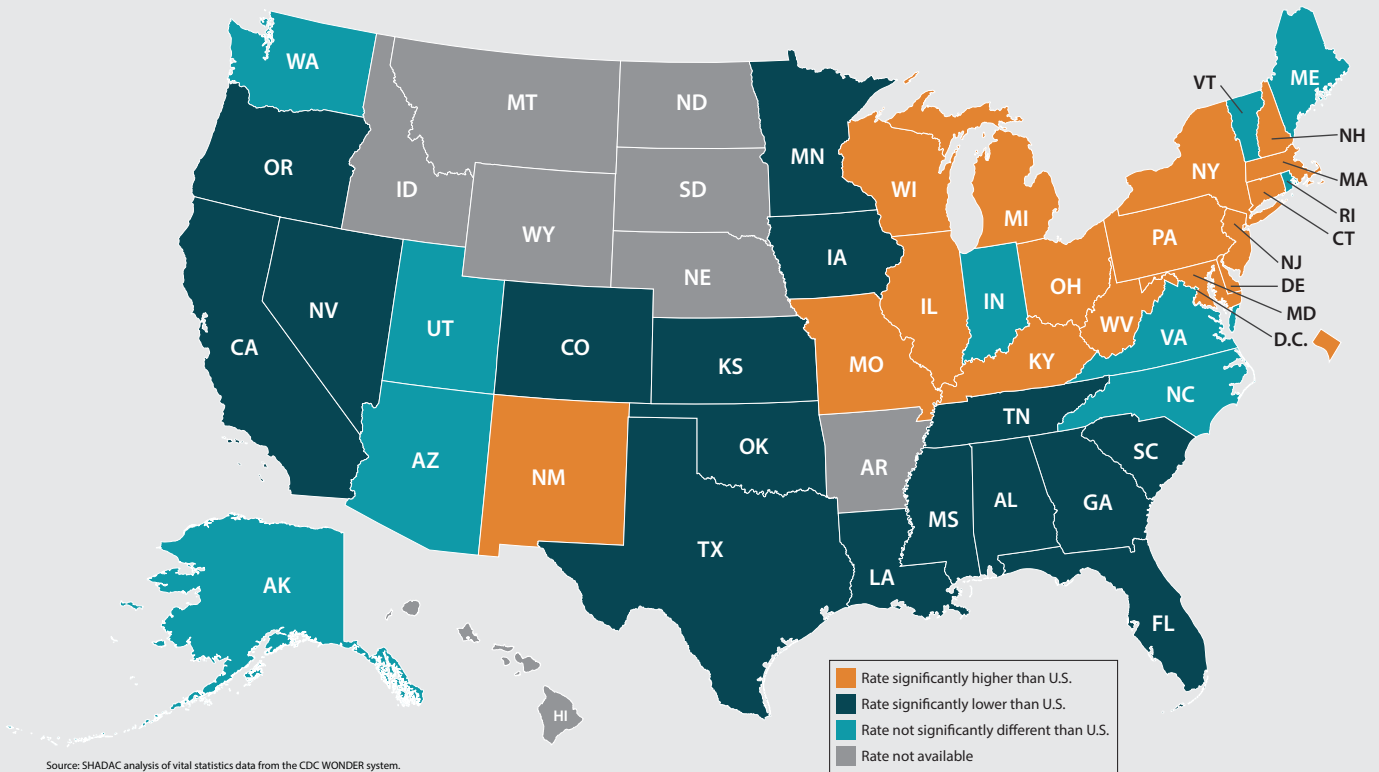 WA
ME
VT
MT
ND
NH
MN
OR
NY
MA
ID
SD
WI
MI
RI
CT
WY
PA
IA
NJ
NE
OH
DE
IL
IN
NV
WV
MD
UT
VA
D.C.
CA
CO
KS
MO
KY
NC
TN
OK
AZ
AR
SC
NM
MS
AL
GA
TX
LA
AK
FL
HI
Rate significantly higher than U.S.
Rate significantly lower than U.S.
Rate not significantly different than U.S.
Rate not available
Source: SHADAC analysis of vital statistics data from the CDC WONDER system.